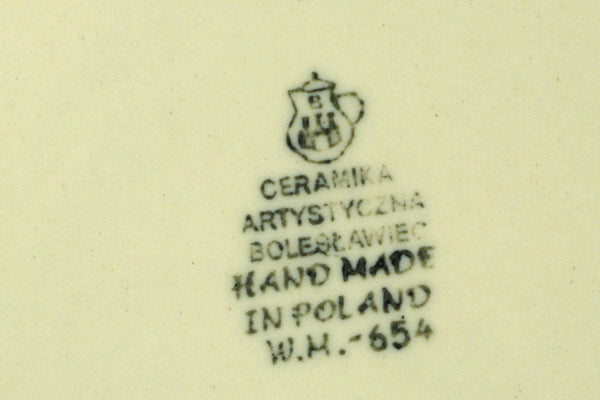 B
CERAMIKA
ARTYSTYCZNA
BOLESŁAWIEC
HAND MADE
IN POLAND
W.M.-654